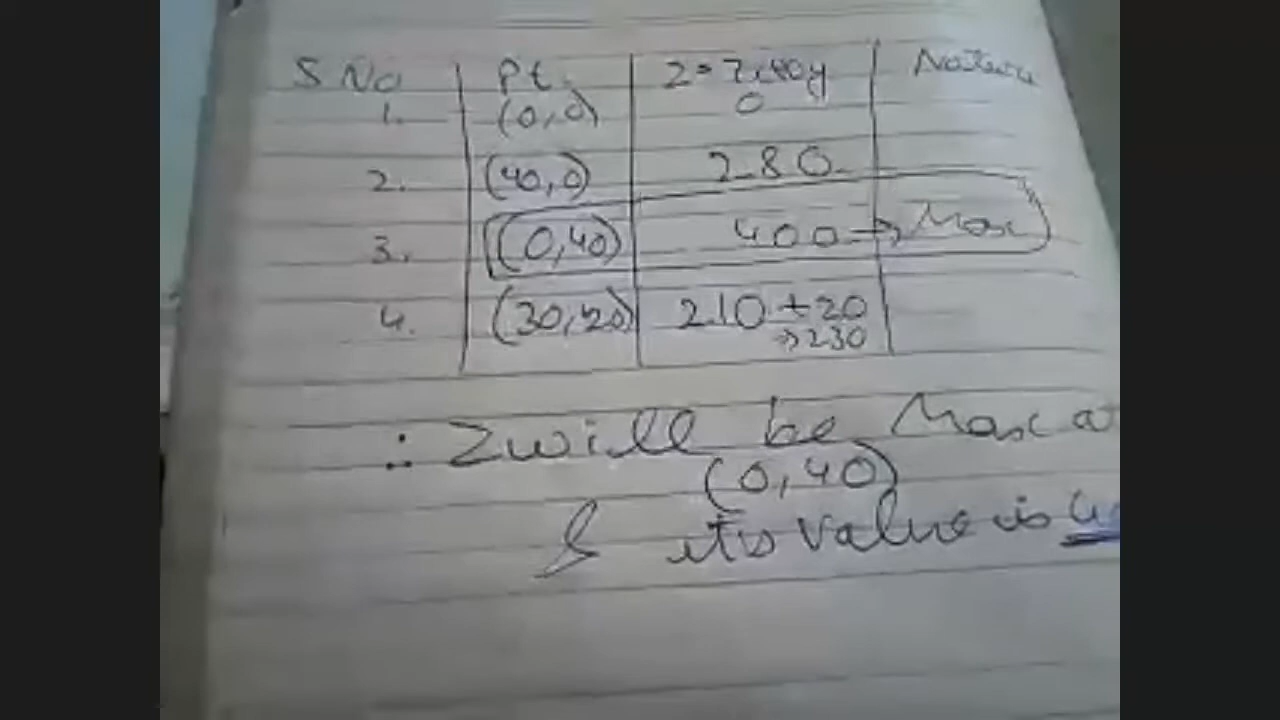 S No Pt. Z = 7x+10y Nature
1. (0,0) 0
2. (40,0) 280
3. (0,40) 400 → Max
4. (30,20) 210 + 20
⇒ 230
∴ Z will be Max a
(0,40)
& its value is